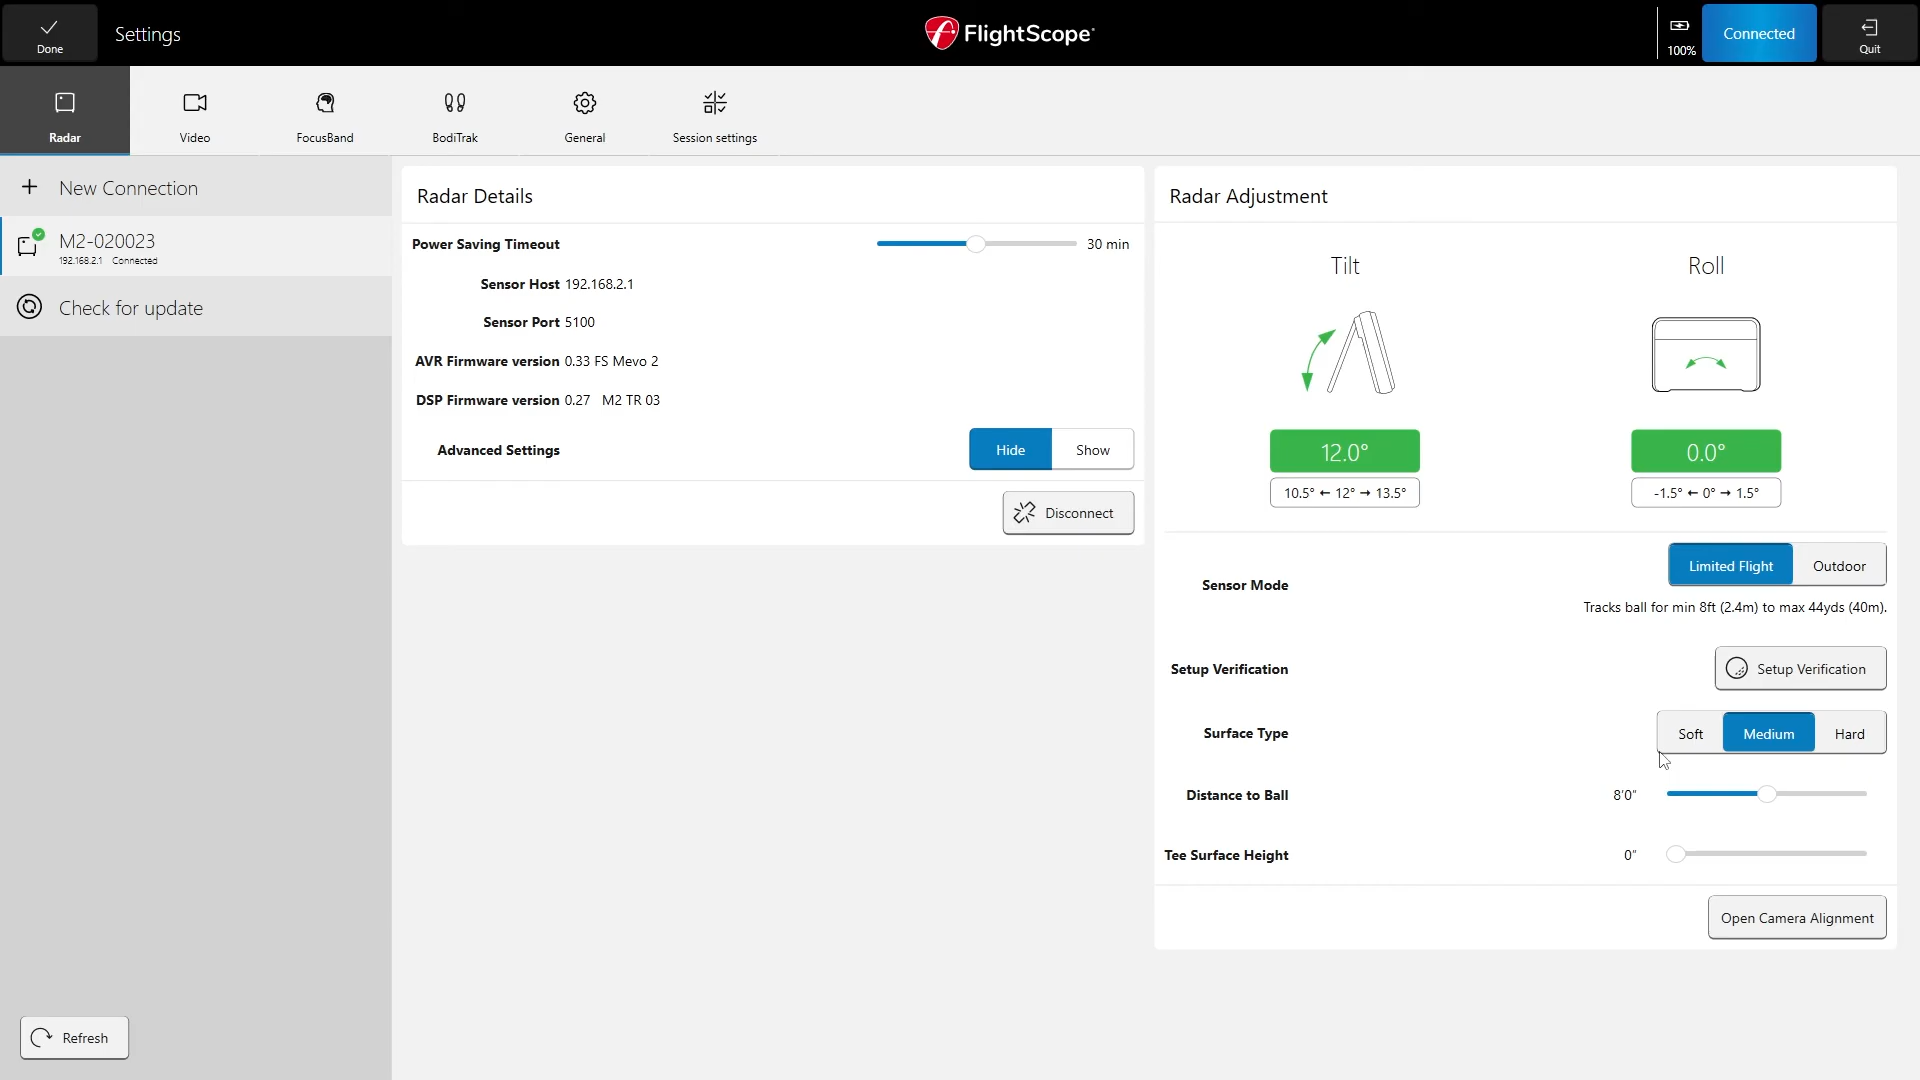 Done
Settings
FlightScope
100%
Connected
Quit
Radar
Video
FocusBand
BodiTrak
General
Session settings
New Connection
M2-020023
192.168.2.1 Connected
Check for update
Refresh
Radar Details
Power Saving Timeout 30 min
Sensor Host 192.168.2.1
Sensor Port 5100
AVR Firmware version 0.33 FS Mevo 2
DSP Firmware version 0.27 M2 TR 03
Advanced Settings Hide Show
Disconnect
Radar Adjustment
Tilt Roll
12.0° 0.0°
10.5° ← 12° → 13.5° -1.5° ← 0° → 1.5°
Sensor Mode Limited Flight Outdoor
Tracks ball for min 8ft (2.4m) to max 44yds (40m).
Setup Verification Setup Verification
Surface Type Soft Medium Hard
Distance to Ball 8'0"
Tee Surface Height 0"
Open Camera Alignment